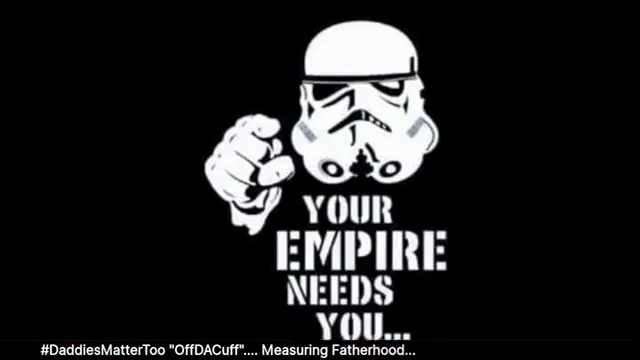 YOUR
EMPIRE
NEEDS
YOU...
#DaddiesMatterToo "OffDACuff".... Measuring Fatherhood...